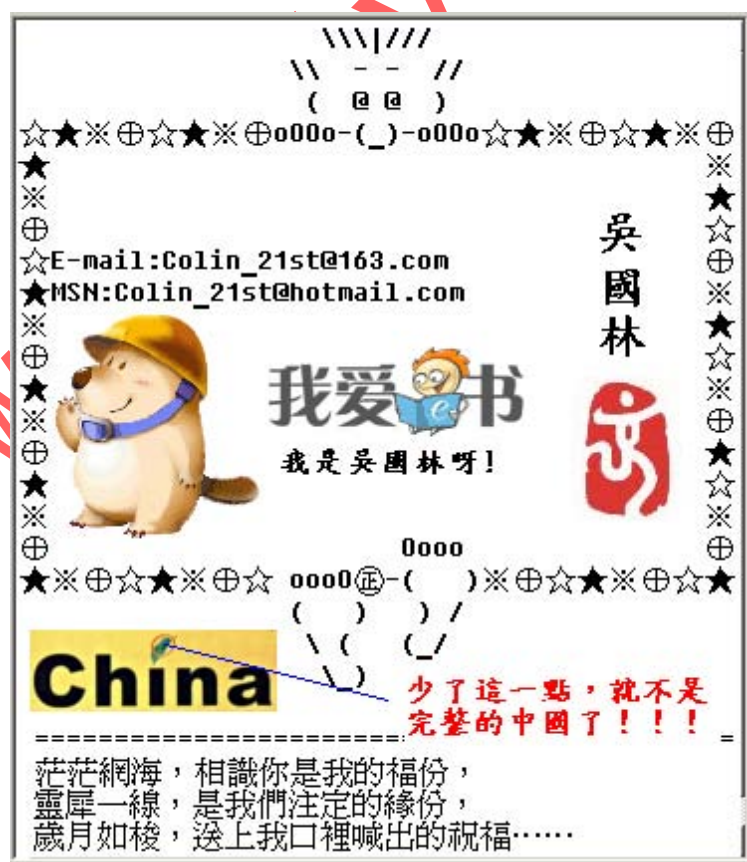 \\\|///
\\ - - //
( @ @ )
☆★※⊕☆★※⊕oOOo-(_)-oOOo☆★※⊕☆★※⊕
E-mail:Colin_21st@163.com
MSN:Colin_21st@hotmail.com
吳國林
我爱e书
我是吳國林呀!
Oooo
★※⊕☆★※⊕☆ oooO㊣-( )※⊕☆★※⊕☆★
( ) ) /
\ ( (_/
\_)
China
少了這一點，就不是
完整的中國了！！！
茫茫網海，相識你是我的福份，
靈犀一線，是我們注定的緣份，
歲月如梭，送上我口裡喊出的祝福……